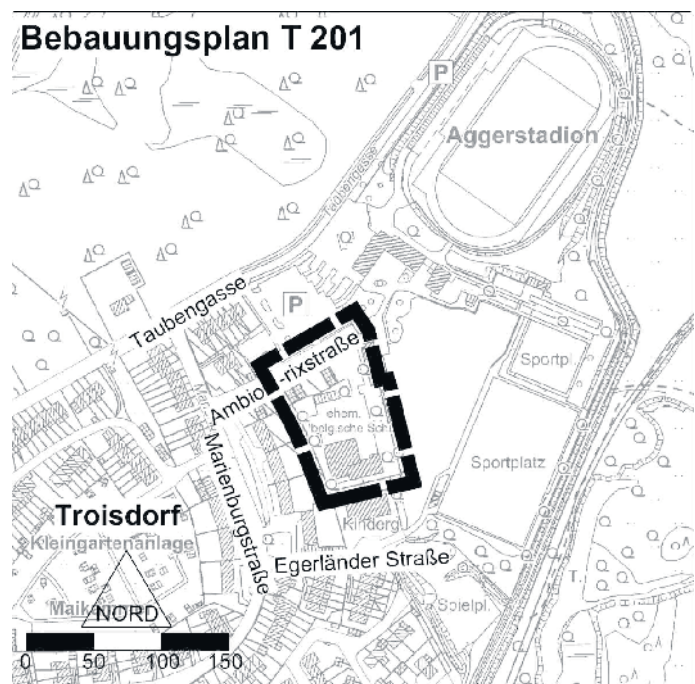 Bebauungsplan T 201
P
Aggerstadion
Taubengasse
Taubengasse
P
Ambio -rixstraße
Sportpl.
ehem.
belgische Sch
Marienburgstraße
Sportplatz
Troisdorf
Kleingartenanlage
Kinderg.
Egerländer Straße
Spielpl.
T.
NORD
0 50 100 150